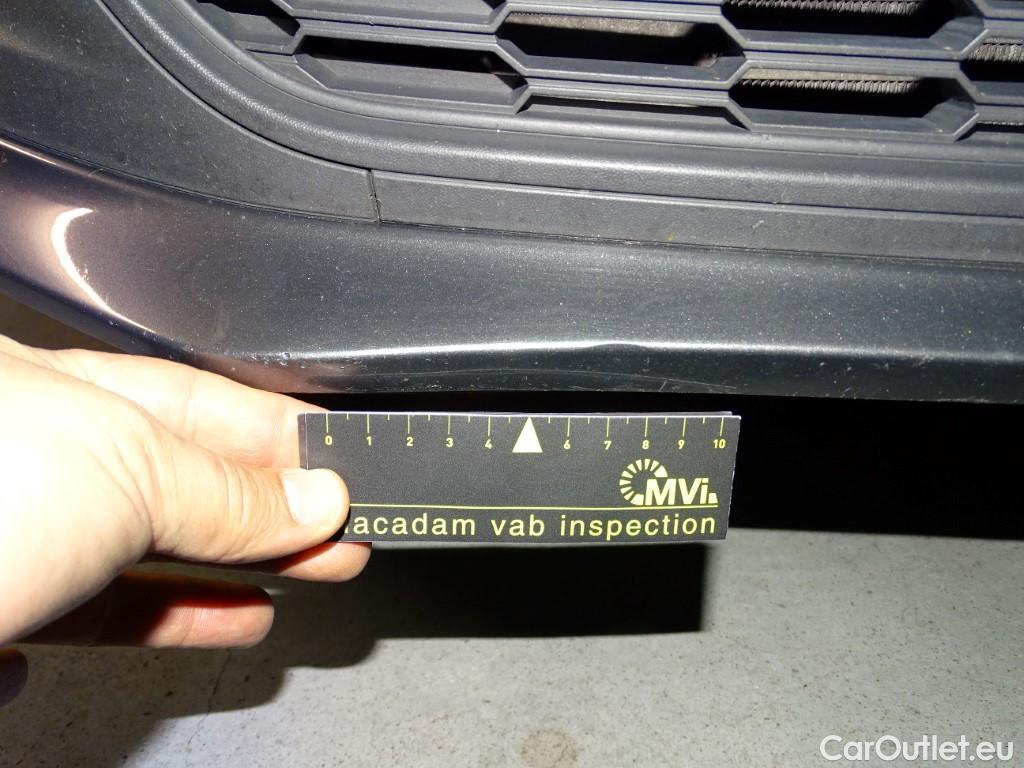 0 1 2 3 4 6 7 8 9 10
MVi
acadam vab inspection
CarOutlet.eu